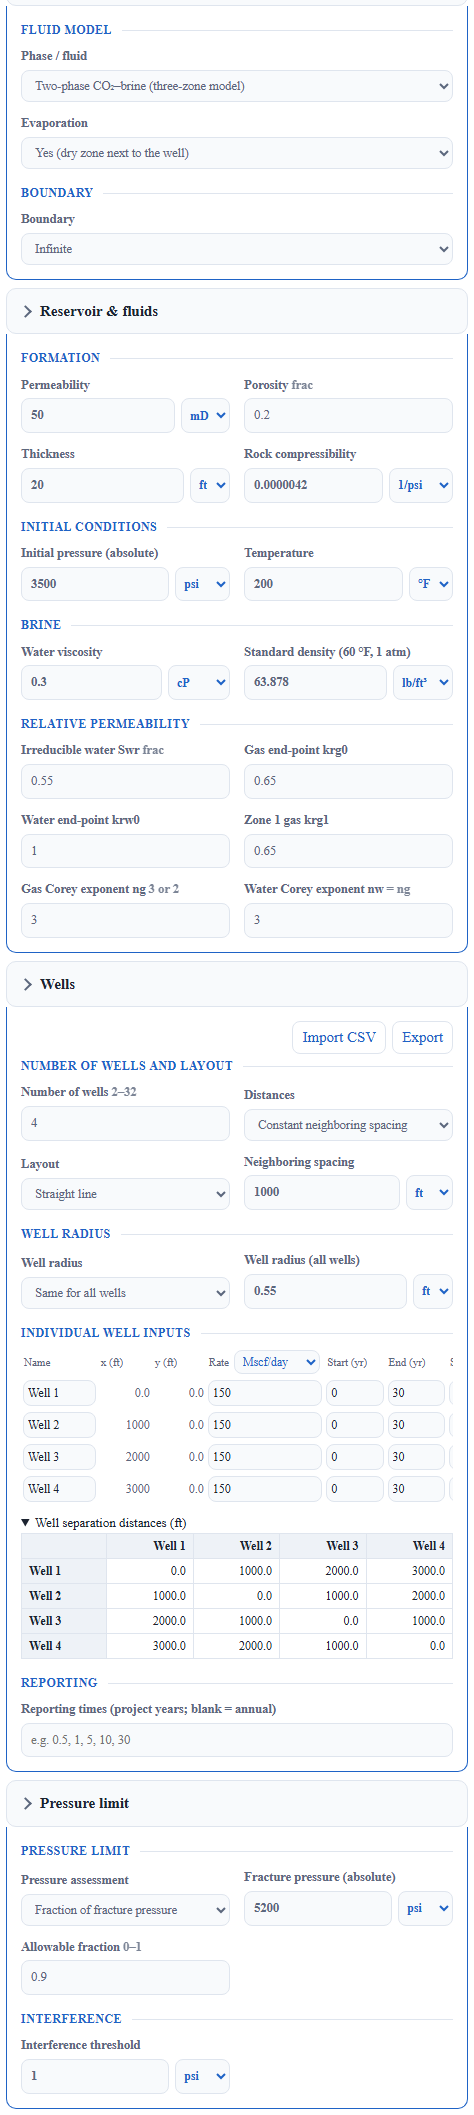 FLUID MODEL
Phase / fluid
Two-phase CO₂–brine (three-zone model)
Evaporation
Yes (dry zone next to the well)
BOUNDARY
Boundary
Infinite
Reservoir & fluids
FORMATION
Permeability Porosity frac
50 mD 0.2
Thickness Rock compressibility
20 ft 0.0000042 1/psi
INITIAL CONDITIONS
Initial pressure (absolute) Temperature
3500 psi 200 °F
BRINE
Water viscosity Standard density (60 °F, 1 atm)
0.3 cP 63.878 lb/ft³
RELATIVE PERMEABILITY
Irreducible water Swr frac Gas end-point krg0
0.55 0.65
Water end-point krw0 Zone 1 gas krg1
1 0.65
Gas Corey exponent ng 3 or 2 Water Corey exponent nw = ng
3 3
Wells
Import CSV Export
NUMBER OF WELLS AND LAYOUT
Number of wells 2–32 Distances
4 Constant neighboring spacing
Layout Neighboring spacing
Straight line 1000 ft
WELL RADIUS
Well radius Well radius (all wells)
Same for all wells 0.55 ft
INDIVIDUAL WELL INPUTS
Name x (ft) y (ft) Rate Mscf/day Start (yr) End (yr)
Well 1 0.0 0.0 150 0 30
Well 2 1000 0.0 150 0 30
Well 3 2000 0.0 150 0 30
Well 4 3000 0.0 150 0 30
Well separation distances (ft)
Well 1 Well 2 Well 3 Well 4
Well 1 0.0 1000.0 2000.0 3000.0
Well 2 1000.0 0.0 1000.0 2000.0
Well 3 2000.0 1000.0 0.0 1000.0
Well 4 3000.0 2000.0 1000.0 0.0
REPORTING
Reporting times (project years; blank = annual)
e.g. 0.5, 1, 5, 10, 30
Pressure limit
PRESSURE LIMIT
Pressure assessment Fracture pressure (absolute)
Fraction of fracture pressure 5200 psi
Allowable fraction 0–1
0.9
INTERFERENCE
Interference threshold
1 psi